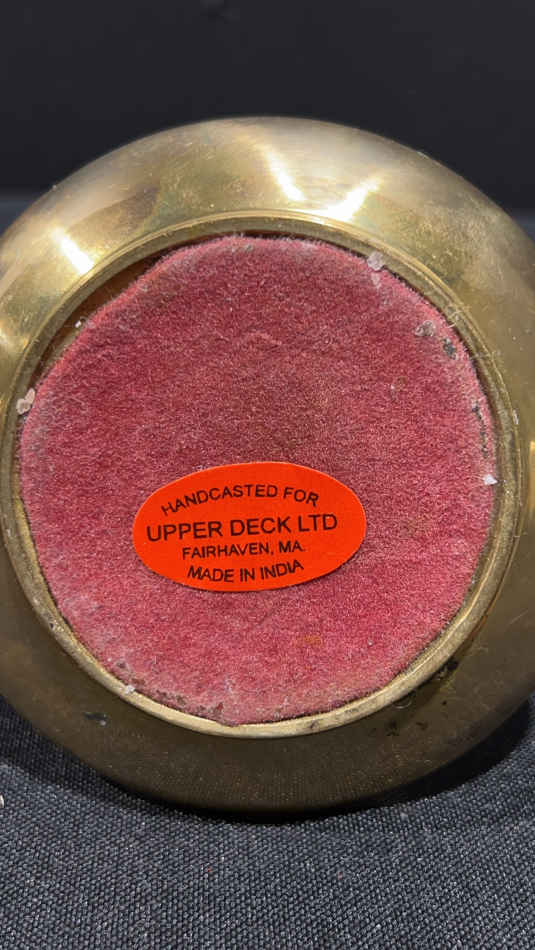 HANDCASTED FOR
UPPER DECK LTD
FAIRHAVEN, MA.
MADE IN INDIA